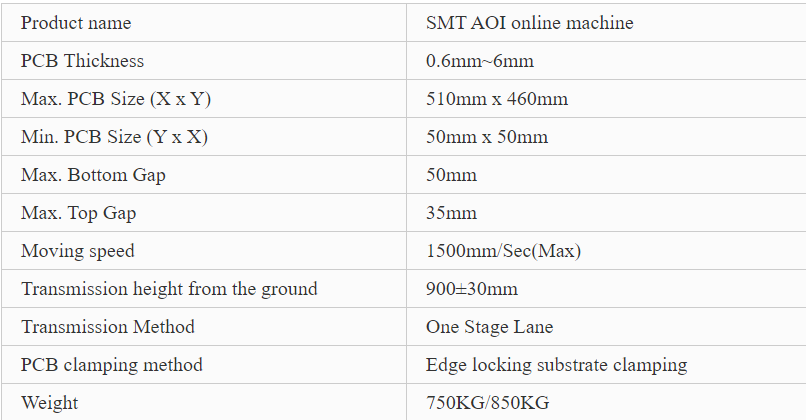 Product name SMT AOI online machine
PCB Thickness 0.6mm~6mm
Max. PCB Size (X x Y) 510mm x 460mm
Min. PCB Size (Y x X) 50mm x 50mm
Max. Bottom Gap 50mm
Max. Top Gap 35mm
Moving speed 1500mm/Sec(Max)
Transmission height from the ground 900±30mm
Transmission Method One Stage Lane
PCB clamping method Edge locking substrate clamping
Weight 750KG/850KG